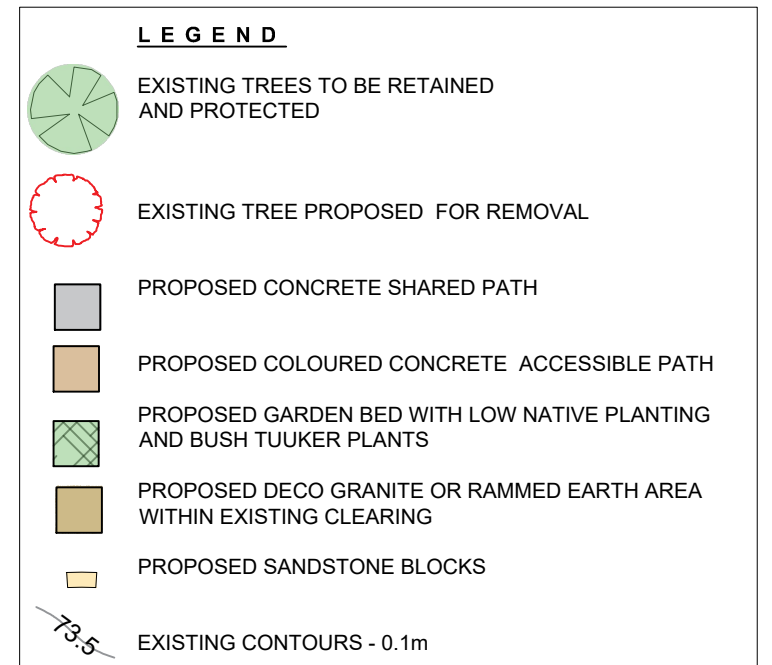 LEGEND
EXISTING TREES TO BE RETAINED
AND PROTECTED
EXISTING TREE PROPOSED FOR REMOVAL
PROPOSED CONCRETE SHARED PATH
PROPOSED COLOURED CONCRETE ACCESSIBLE PATH
PROPOSED GARDEN BED WITH LOW NATIVE PLANTING
AND BUSH TUUKER PLANTS
PROPOSED DECO GRANITE OR RAMMED EARTH AREA
WITHIN EXISTING CLEARING
PROPOSED SANDSTONE BLOCKS
73.5
EXISTING CONTOURS - 0.1m